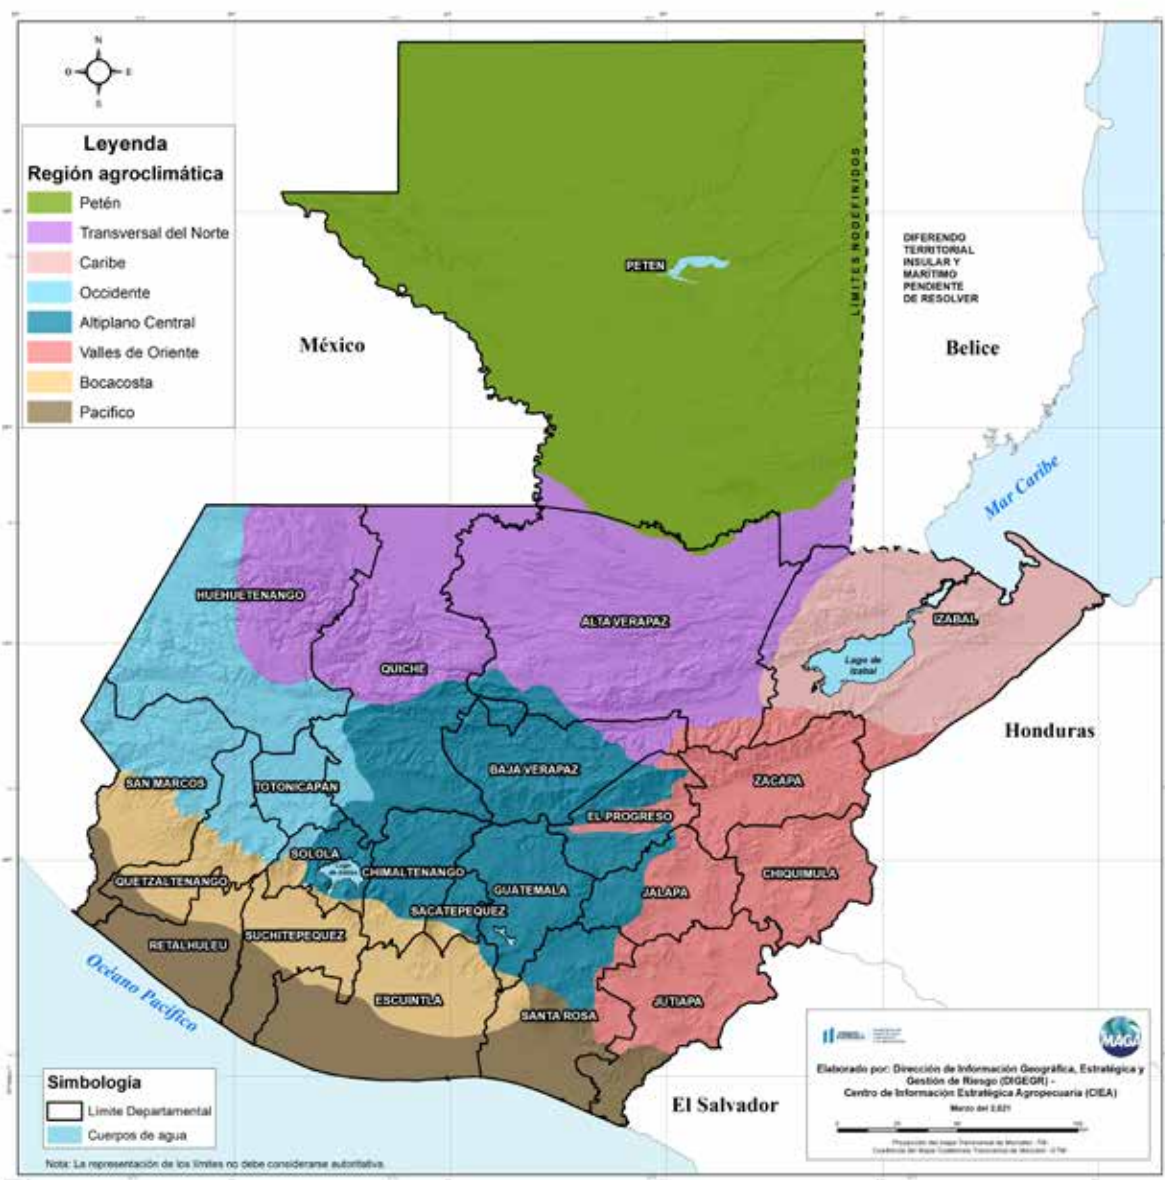 N
O
E
S
Leyenda
Región agroclimática
Petén
Transversal del Norte
Caribe
Occidente
Altiplano Central
Valles de Oriente
Bocacosta
Pacifico
LIMITES NO DEFINIDOS
DIFERENDO
TERRITORIAL
INSULAR Y
MARÍTIMO
PENDIENTE
DE RESOLVER
PETEN
México
Belice
Mar Caribe
HUEHUETENANGO
ALTA VERAPAZ
IZABAL
QUICHE
Lago de
Izabal
Honduras
SAN MARCOS
TOTONICAPAN
BAJA VERAPAZ
ZACAPA
EL PROGRESO
SOLOLA
CHIMALTENANGO
QUETZALTENANGO
GUATEMALA
JALAPA
CHIQUIMULA
SACATEPEQUEZ
RETALHULEU
SUCHITEPEQUEZ
Océano Pacífico
ESCUINTLA
SANTA ROSA
JUTIAPA
El Salvador
Simbología
Límite Departamental
Cuerpos de agua
Nota: La representación de los límites no debe considerarse autoritativa.
MAGA
Elaborado por: Dirección de Información Geográfica, Estratégica y
Gestión de Riesgo (DIGEGR) -
Centro de Información Estratégica Agropecuaria (CIEA)
Marzo del 2,021